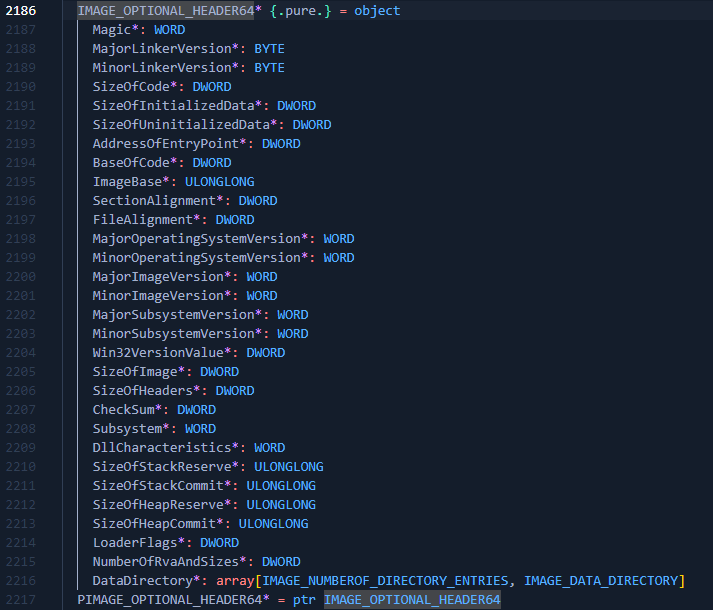 2186 IMAGE_OPTIONAL_HEADER64* {.pure.} = object
2187 Magic*: WORD
2188 MajorLinkerVersion*: BYTE
2189 MinorLinkerVersion*: BYTE
2190 SizeOfCode*: DWORD
2191 SizeOfInitializedData*: DWORD
2192 SizeOfUninitializedData*: DWORD
2193 AddressOfEntryPoint*: DWORD
2194 BaseOfCode*: DWORD
2195 ImageBase*: ULONGLONG
2196 SectionAlignment*: DWORD
2197 FileAlignment*: DWORD
2198 MajorOperatingSystemVersion*: WORD
2199 MinorOperatingSystemVersion*: WORD
2200 MajorImageVersion*: WORD
2201 MinorImageVersion*: WORD
2202 MajorSubsystemVersion*: WORD
2203 MinorSubsystemVersion*: WORD
2204 Win32VersionValue*: DWORD
2205 SizeOfImage*: DWORD
2206 SizeOfHeaders*: DWORD
2207 CheckSum*: DWORD
2208 Subsystem*: WORD
2209 DllCharacteristics*: WORD
2210 SizeOfStackReserve*: ULONGLONG
2211 SizeOfStackCommit*: ULONGLONG
2212 SizeOfHeapReserve*: ULONGLONG
2213 SizeOfHeapCommit*: ULONGLONG
2214 LoaderFlags*: DWORD
2215 NumberOfRvaAndSizes*: DWORD
2216 DataDirectory*: array[IMAGE_NUMBEROF_DIRECTORY_ENTRIES, IMAGE_DATA_DIRECTORY]
2217 PIMAGE_OPTIONAL_HEADER64* = ptr IMAGE_OPTIONAL_HEADER64